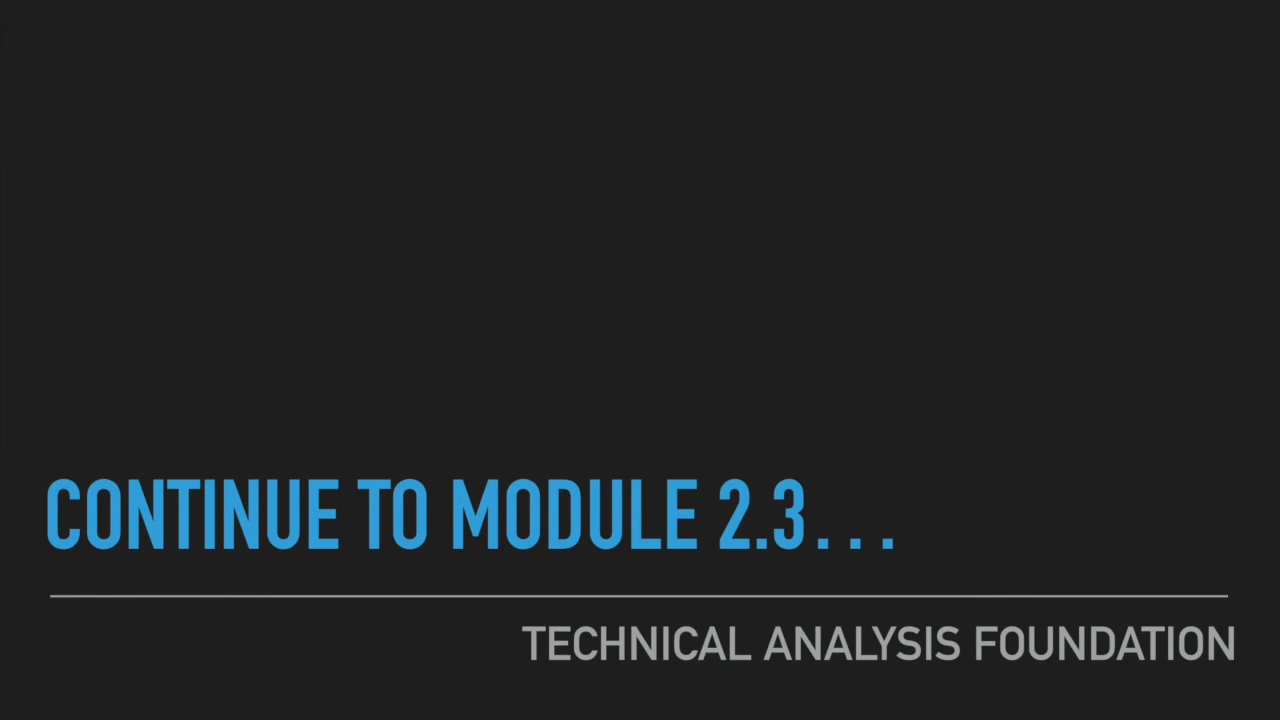 CONTINUE TO MODULE 2.3...
TECHNICAL ANALYSIS FOUNDATION